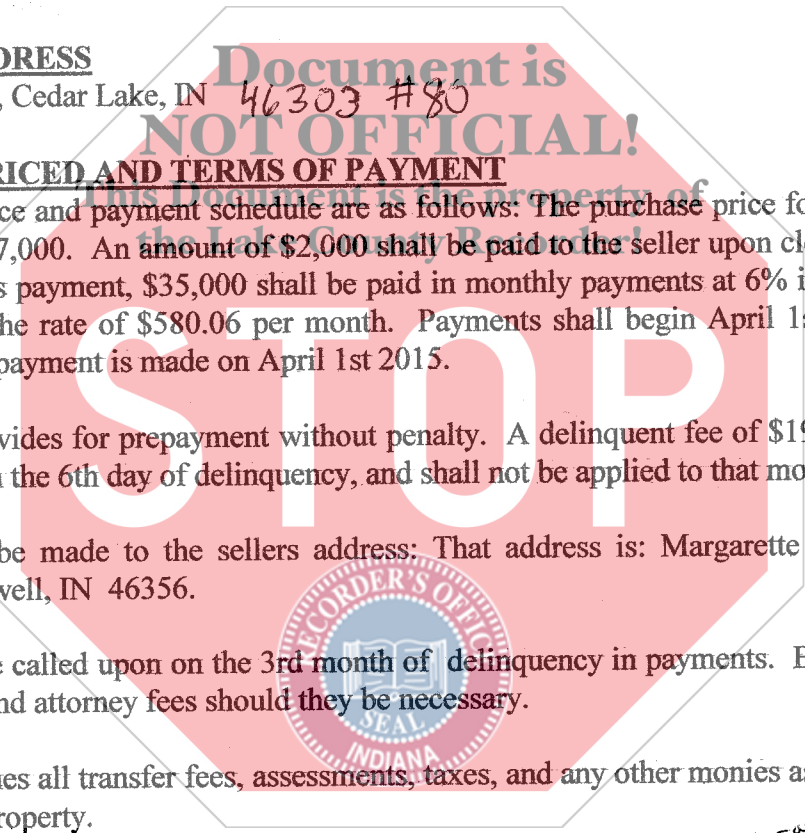 DRESS
, Cedar Lake, IN 46303 #80
RICED AND TERMS OF PAYMENT
ce and payment schedule are as follows: The purchase price fo
7,000. An amount of $2,000 shall be paid to the seller upon cl
s payment, $35,000 shall be paid in monthly payments at 6% i
he rate of $580.06 per month. Payments shall begin April 1
payment is made on April 1st 2015.
vides for prepayment without penalty. A delinquent fee of $19
the 6th day of delinquency, and shall not be applied to that mo
be made to the sellers address: That address is: Margarette
vell, IN 46356.
e called upon on the 3rd month of delinquency in payments. E
nd attorney fees should they be necessary.
nes all transfer fees, assessments, taxes, and any other monies a
roperty.
Document is
NOT OFFICIAL!
This Document is the property of
the Lake County Recorder!
STOP
RECORDER'S OFFIC
SEAL
INDIANA